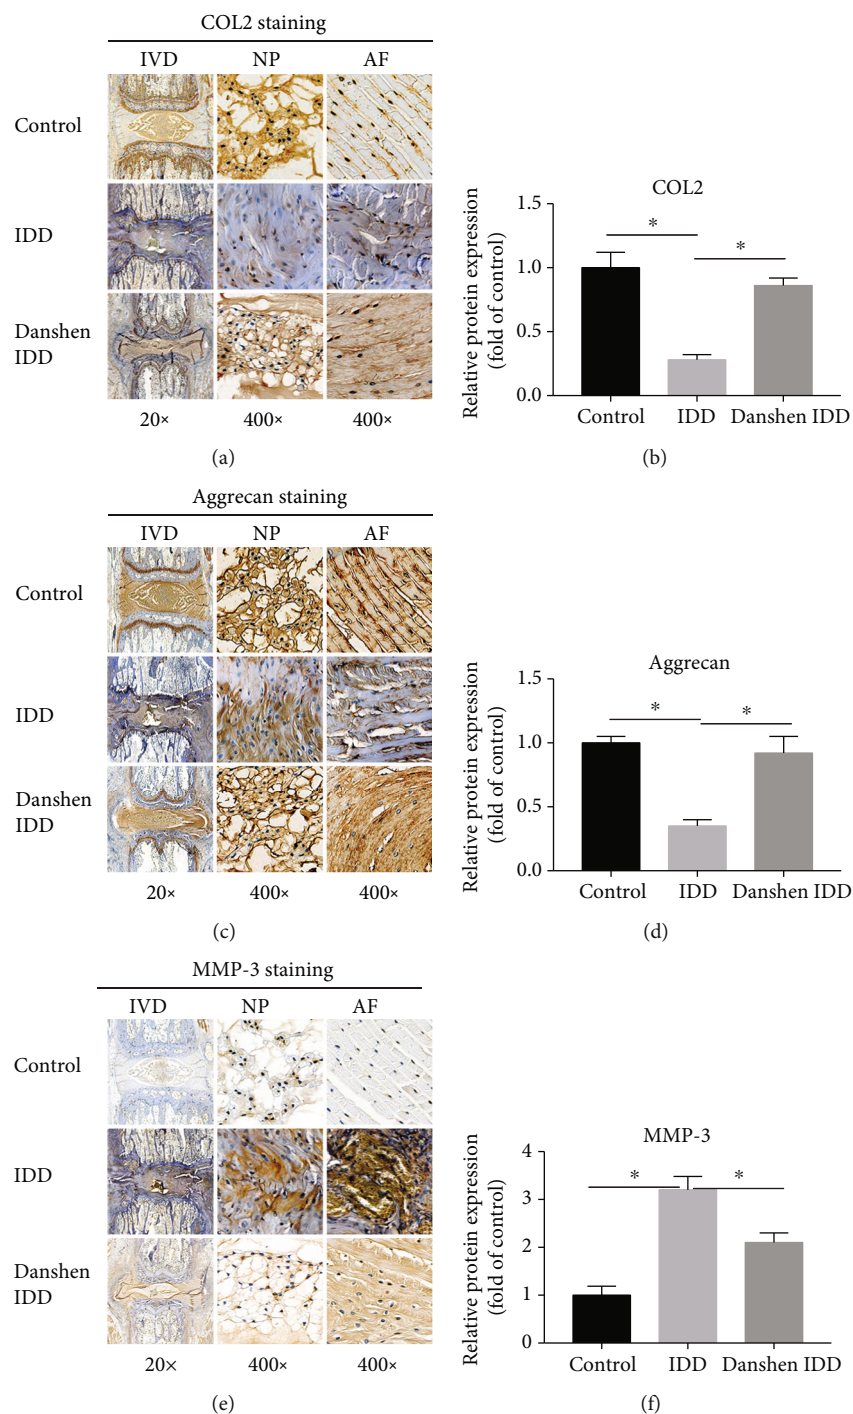 COL2 staining
IVD NP AF
Control
IDD
Danshen
IDD
20× 400× 400×
(a)
COL2
Relative protein expression
(fold of control)
1.5
1.0
0.5
0.0
* *
Control IDD Danshen IDD
(b)
Aggrecan staining
IVD NP AF
Control
IDD
Danshen
IDD
20× 400× 400×
(c)
Aggrecan
Relative protein expression
(fold of control)
1.5
1.0
0.5
0.0
* *
Control IDD Danshen IDD
(d)
MMP-3 staining
IVD NP AF
Control
IDD
Danshen
IDD
20× 400× 400×
(e)
MMP-3
Relative protein expression
(fold of control)
4
3
2
1
0
* *
Control IDD Danshen IDD
(f)